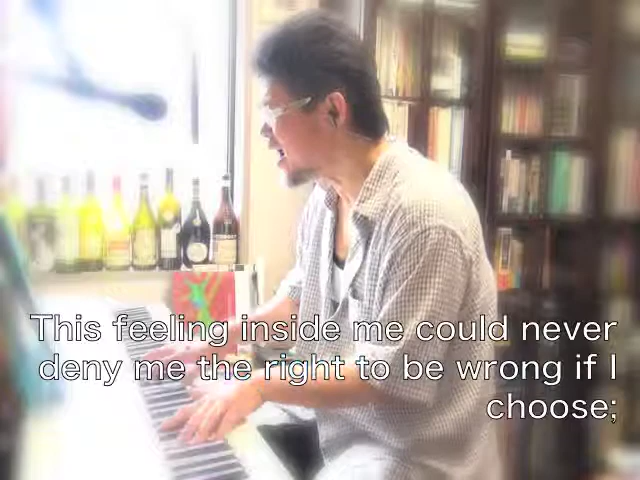 This feeling inside me could never
deny me the right to be wrong if I
choose;